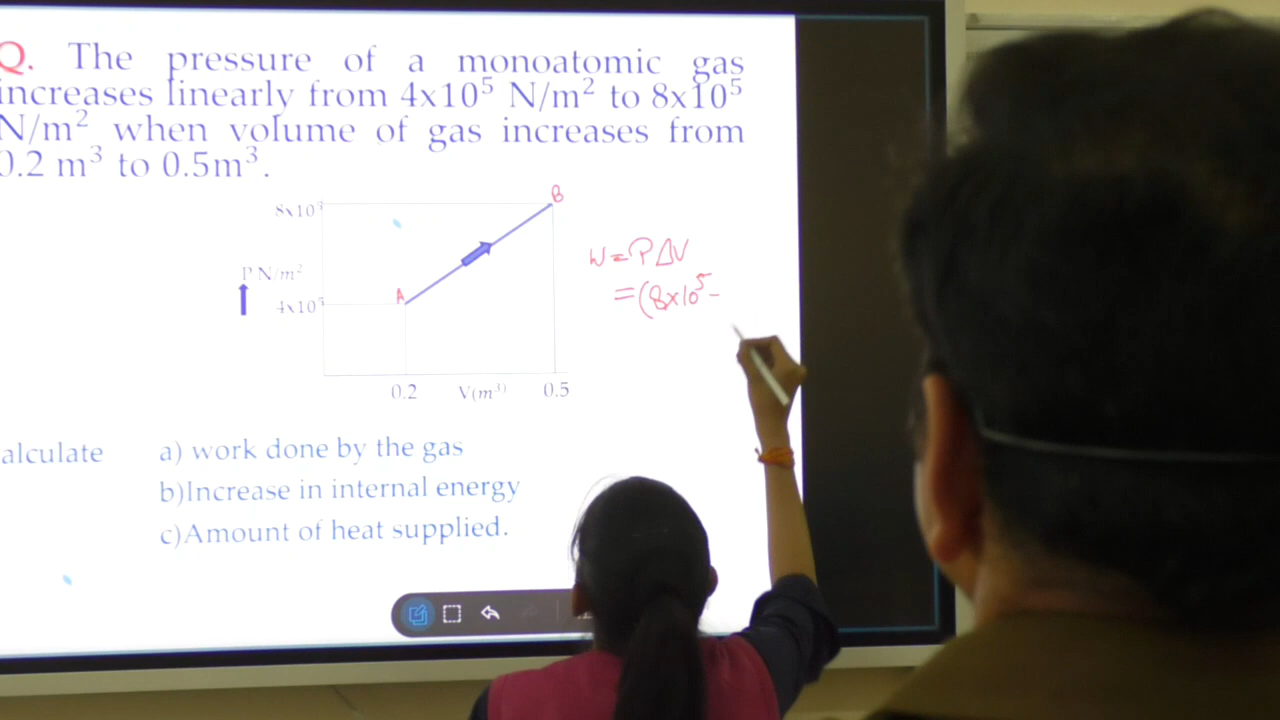 Q. The pressure of a monoatomic gas
increases linearly from 4x10⁵ N/m² to 8x10⁵
N/m² when volume of gas increases from
0.2 m³ to 0.5m³.
8x10⁵
B
P N/m²
A
4x10⁵
0.2
V(m³)
0.5
W = PΔV
= (8x10⁵ -
alculate
a) work done by the gas
b)Increase in internal energy
c)Amount of heat supplied.